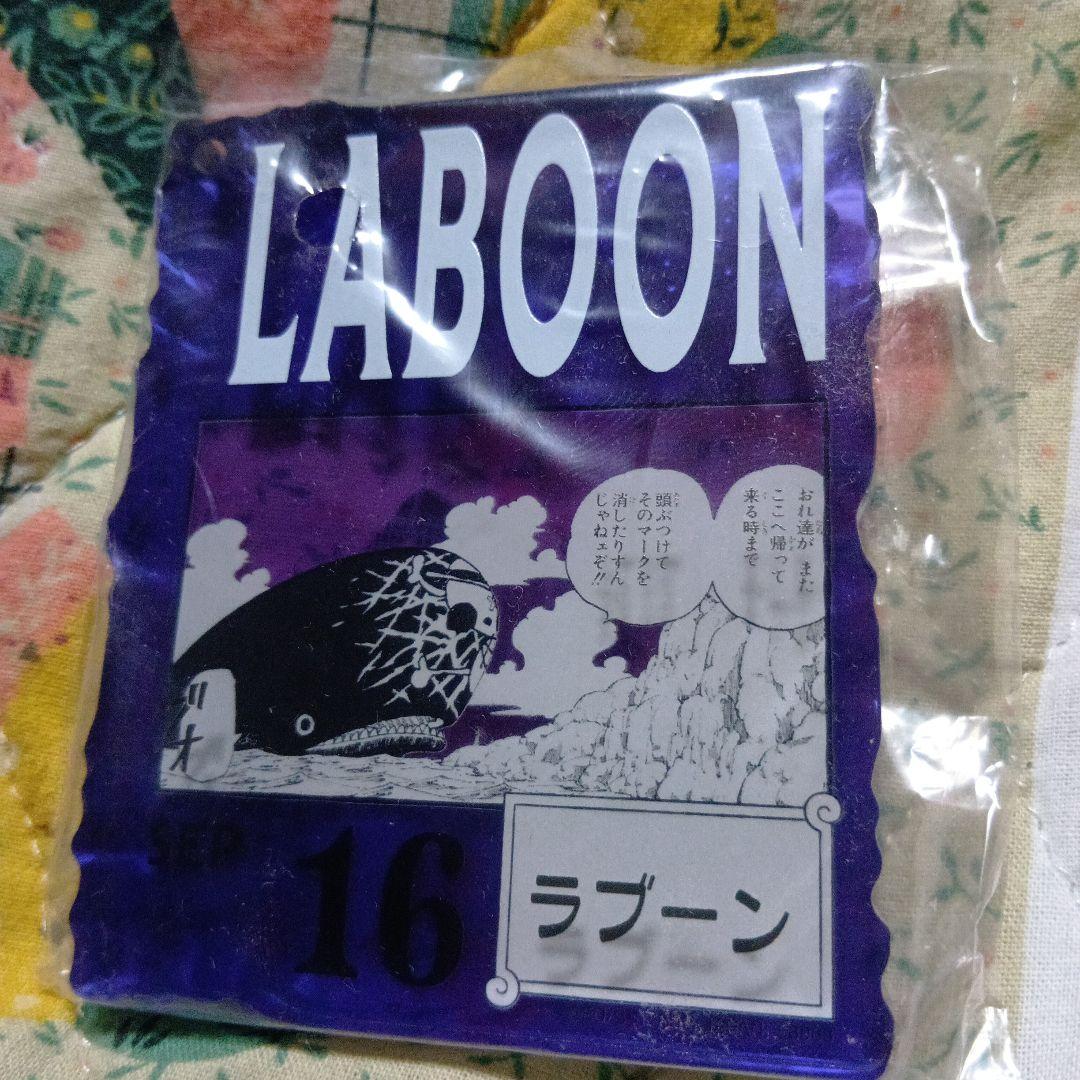 LABOON
おれ達が また
ここへ帰って
来る時まで
頭ぶつけて
そのマークを
消したりすん
じゃねェぞ!!
SEP
16
ラブーン